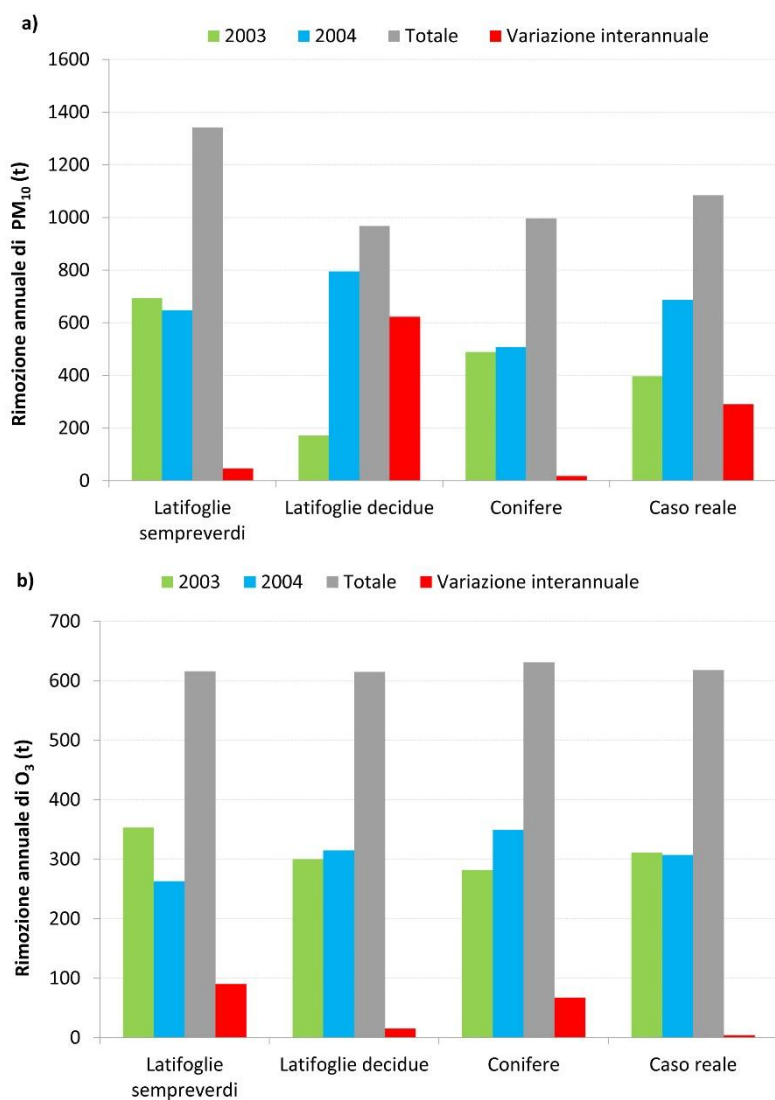 a)
2003 2004 Totale Variazione interannuale
Rimozione annuale di PM₁₀ (t)
1600
1400
1200
1000
800
600
400
200
0
Latifoglie sempreverdi
Latifoglie decidue
Conifere
Caso reale
b)
2003 2004 Totale Variazione interannuale
Rimozione annuale di O₃ (t)
700
600
500
400
300
200
100
0
Latifoglie sempreverdi
Latifoglie decidue
Conifere
Caso reale